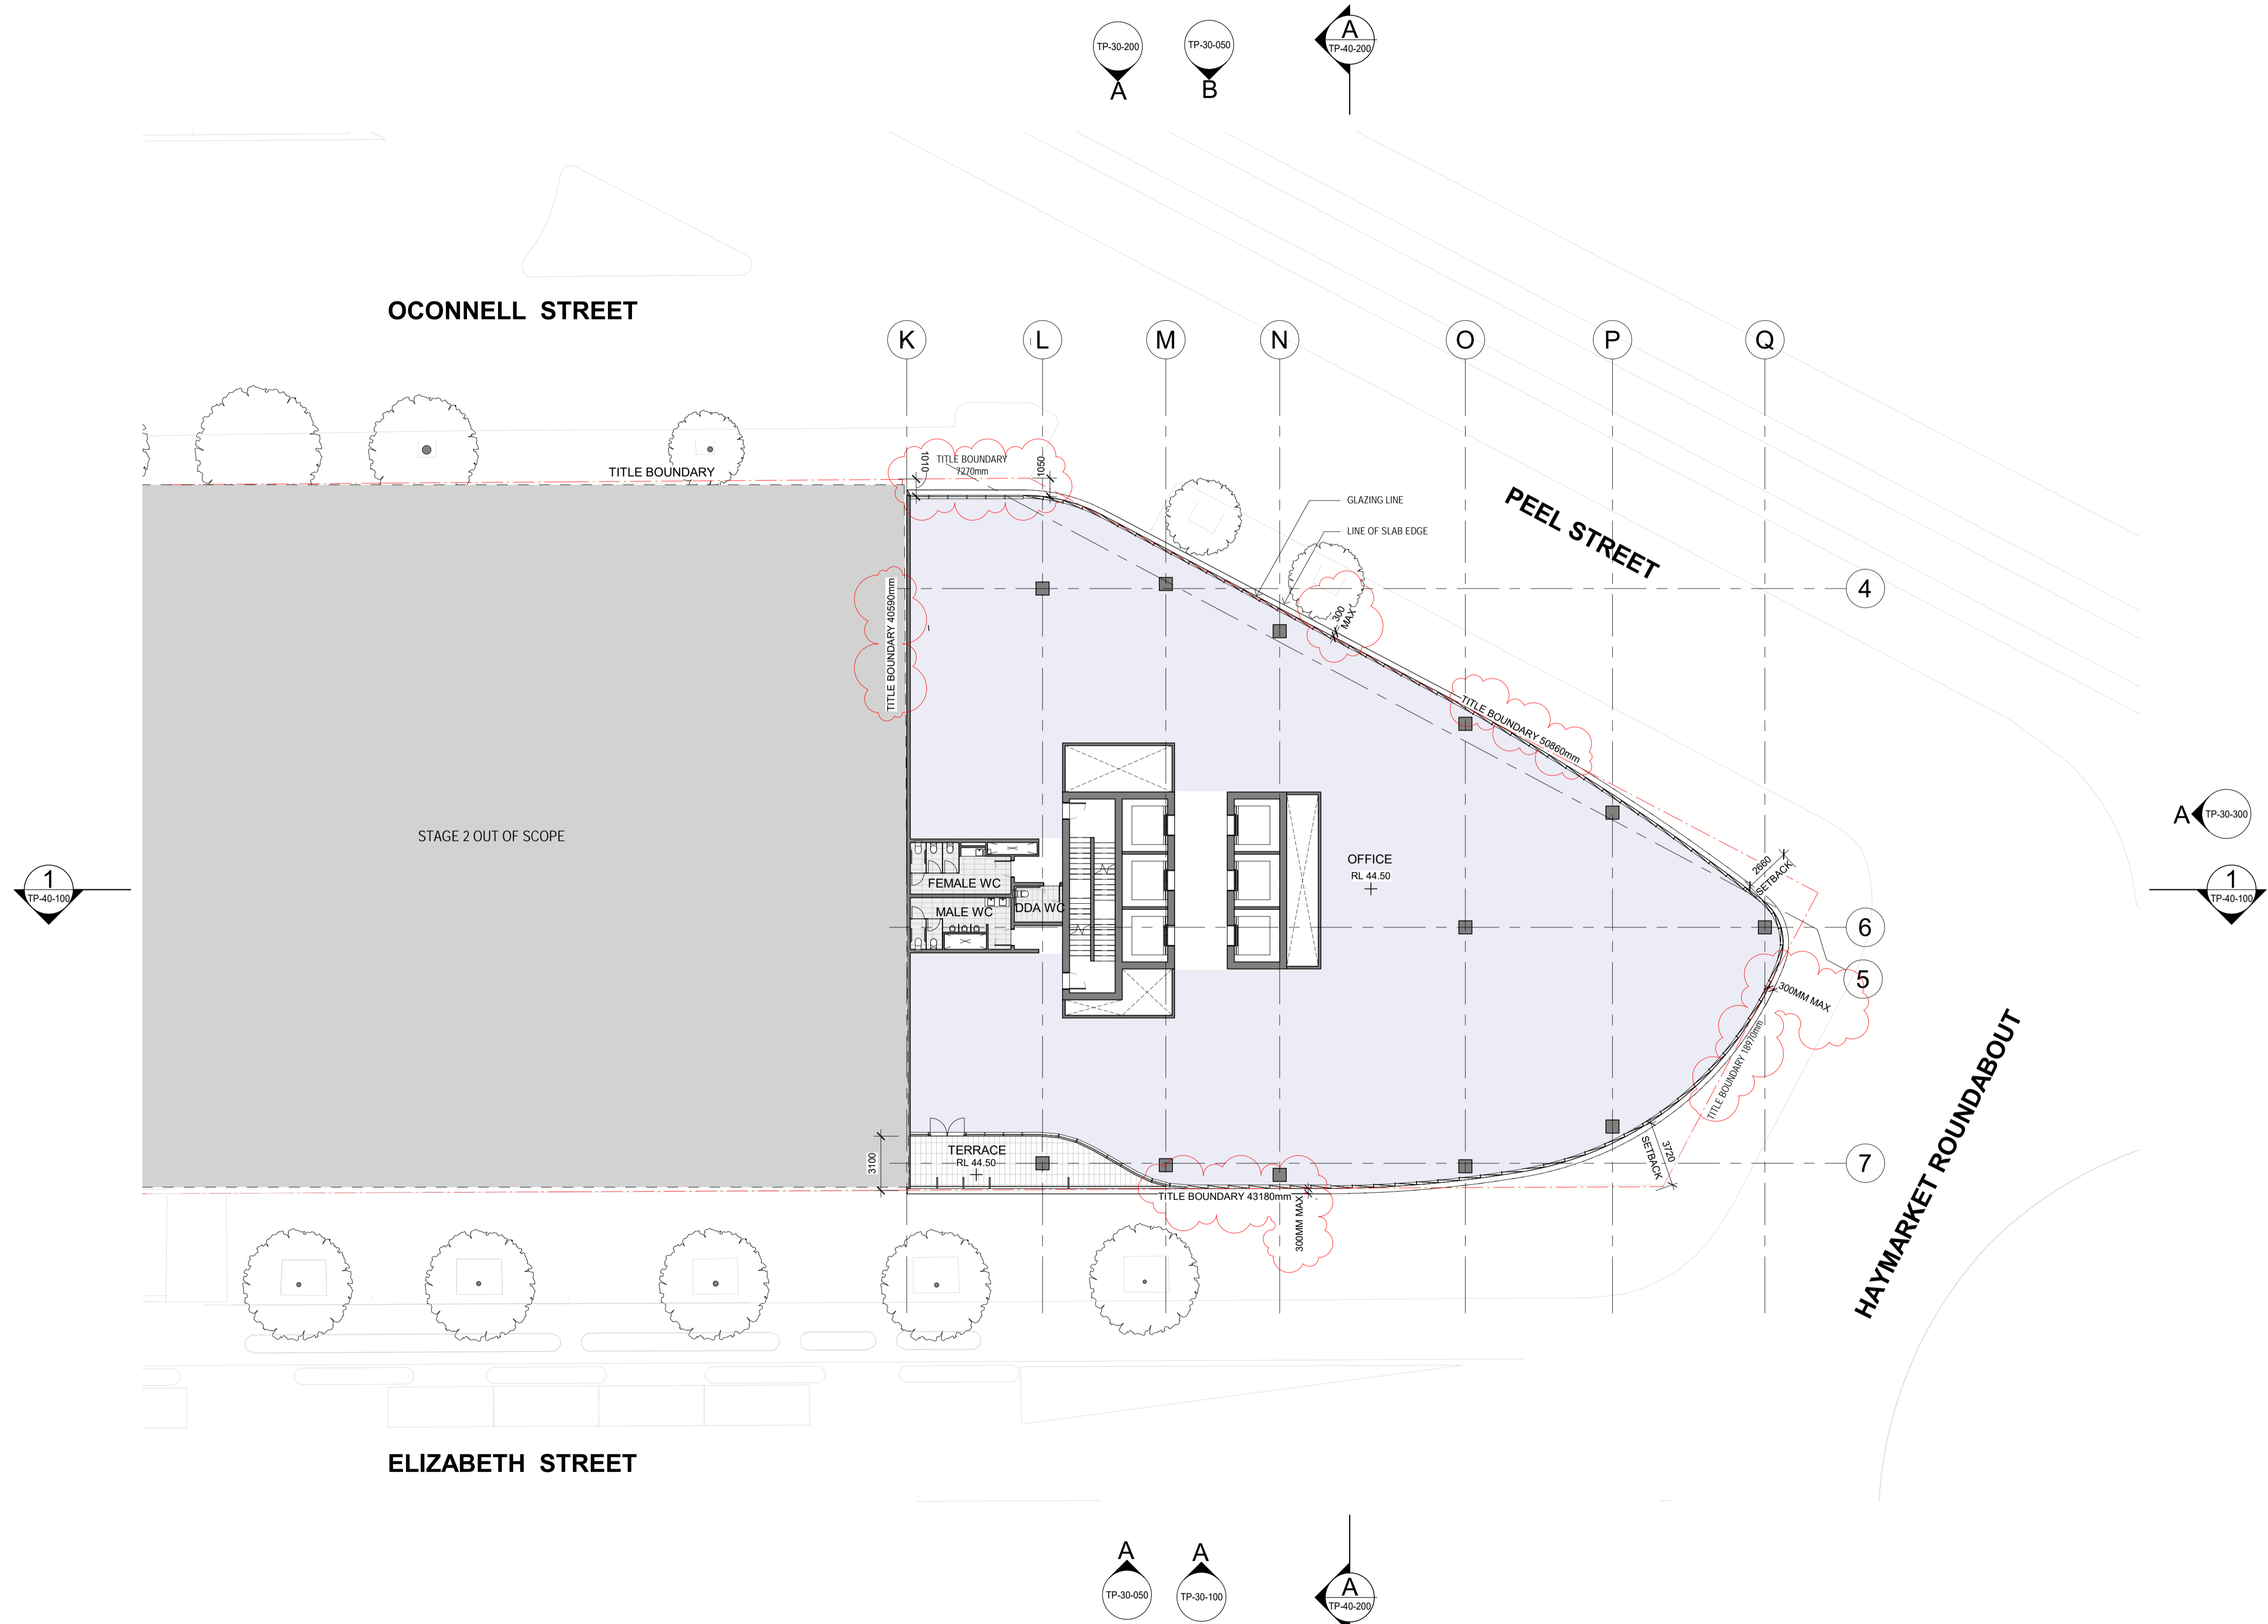 TP-30-200
A
TP-30-050
B
A
TP-40-200
OCONNELL STREET
K
L
M
N
O
P
Q
TITLE BOUNDARY
1010
TITLE BOUNDARY
7270mm
1050
GLAZING LINE
LINE OF SLAB EDGE
PEEL STREET
4
TITLE BOUNDARY 40590mm
300
MAX
TITLE BOUNDARY 50860mm
STAGE 2 OUT OF SCOPE
A
TP-30-300
OFFICE
RL 44.50
2660
SETBACK
1
TP-40-100
1
TP-40-100
FEMALE WC
MALE WC
DDA WC
6
5
300MM MAX
TITLE BOUNDARY 18970mm
HAYMARKET ROUNDABOUT
3100
TERRACE
RL 44.50
3720
SETBACK
7
TITLE BOUNDARY 43180mm
300MM MAX
ELIZABETH STREET
A
TP-30-050
A
TP-30-100
A
TP-40-200